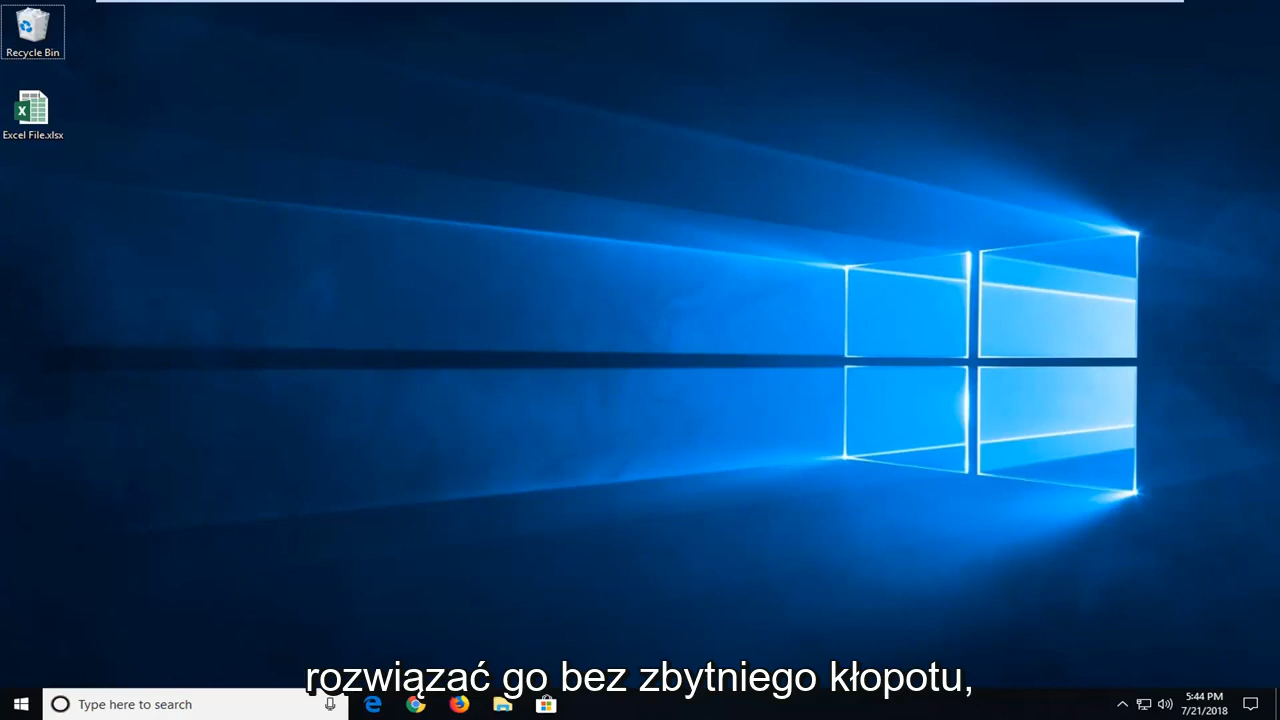 Recycle Bin
Excel File.xlsx
rozwiązać go bez zbytniego kłopotu,
Type here to search
5:44 PM
7/21/2018